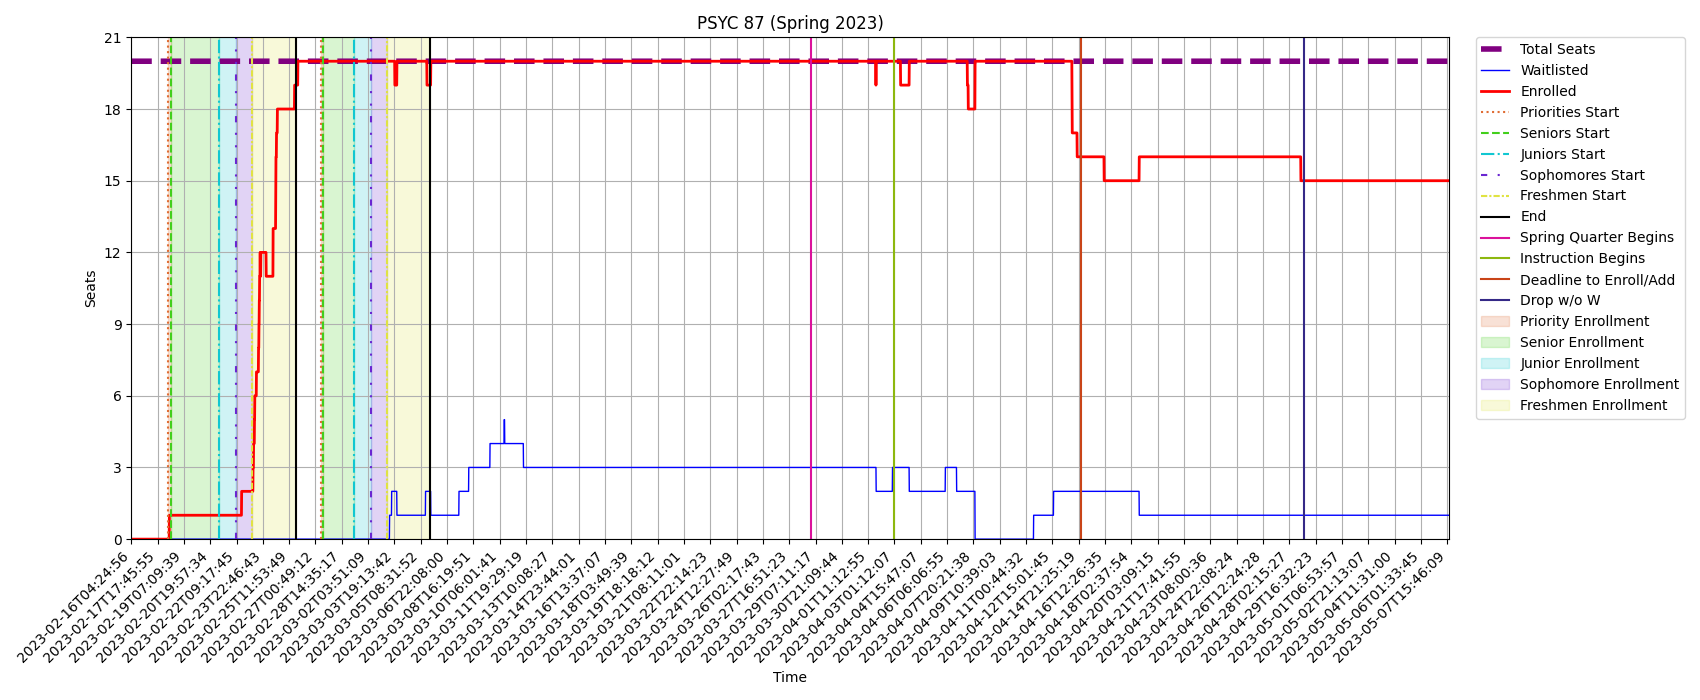 PSYC 87 (Spring 2023)
21
18
15
12
9
6
3
0
Seats
2023-02-16T04:24:56
2023-02-17T17:45:55
2023-02-19T07:09:39
2023-02-20T19:57:34
2023-02-22T09:17:45
2023-02-23T22:46:43
2023-02-25T11:53:49
2023-02-27T00:49:12
2023-02-28T14:35:17
2023-03-02T03:51:09
2023-03-03T19:13:42
2023-03-05T08:31:52
2023-03-06T22:08:00
2023-03-08T16:19:51
2023-03-10T06:01:41
2023-03-11T19:29:19
2023-03-13T10:08:27
2023-03-14T23:44:01
2023-03-16T13:37:07
2023-03-18T03:49:39
2023-03-19T18:18:12
2023-03-21T08:11:01
2023-03-22T22:14:23
2023-03-24T12:27:49
2023-03-26T02:17:43
2023-03-27T16:51:23
2023-03-29T07:11:17
2023-03-30T21:09:44
2023-04-01T11:12:55
2023-04-03T01:12:07
2023-04-04T15:47:07
2023-04-06T06:06:55
2023-04-07T20:21:38
2023-04-09T10:39:03
2023-04-11T00:44:32
2023-04-12T15:01:45
2023-04-14T21:25:19
2023-04-16T12:26:35
2023-04-18T02:37:54
2023-04-20T03:09:15
2023-04-21T17:41:55
2023-04-23T08:00:36
2023-04-24T22:08:24
2023-04-26T12:24:28
2023-04-28T02:15:27
2023-04-29T16:32:23
2023-05-01T06:53:57
2023-05-02T21:13:07
2023-05-04T11:31:00
2023-05-06T01:33:45
2023-05-07T15:46:09
Time
Total Seats
Waitlisted
Enrolled
Priorities Start
Seniors Start
Juniors Start
Sophomores Start
Freshmen Start
End
Spring Quarter Begins
Instruction Begins
Deadline to Enroll/Add
Drop w/o W
Priority Enrollment
Senior Enrollment
Junior Enrollment
Sophomore Enrollment
Freshmen Enrollment